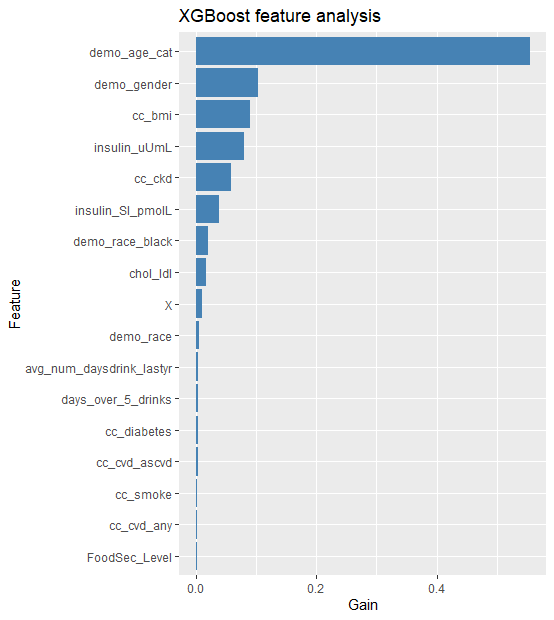 XGBoost feature analysis
demo_age_cat
demo_gender
cc_bmi
insulin_uUmL
cc_ckd
insulin_SI_pmolL
demo_race_black
chol_ldl
X
demo_race
avg_num_daysdrink_lastyr
days_over_5_drinks
cc_diabetes
cc_cvd_ascvd
cc_smoke
cc_cvd_any
FoodSec_Level
Feature
0.0 0.2 0.4
Gain